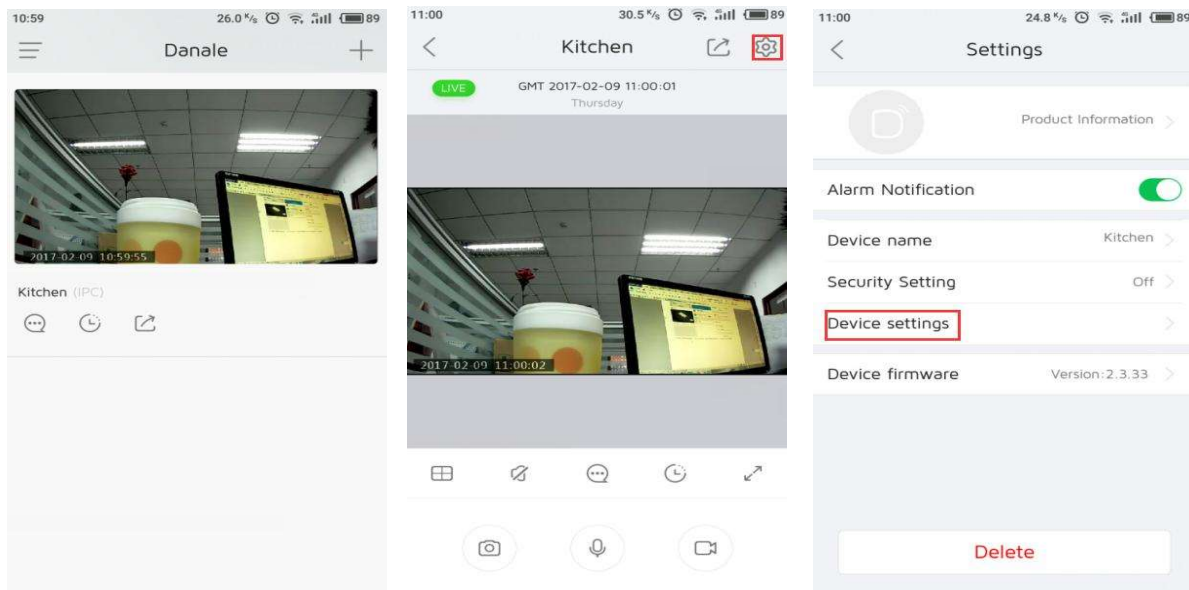 10:59
26.0 K/s
89
Danale
2017-02-09 10:59:55
Kitchen (IPC)
11:00
30.5 K/s
89
Kitchen
LIVE
GMT 2017-02-09 11:00:01
Thursday
2017-02-09 11:00:02
11:00
24.8 K/s
89
Settings
Product Information
Alarm Notification
Device name
Kitchen
Security Setting
Off
Device settings
Device firmware
Version:2.3.33
Delete